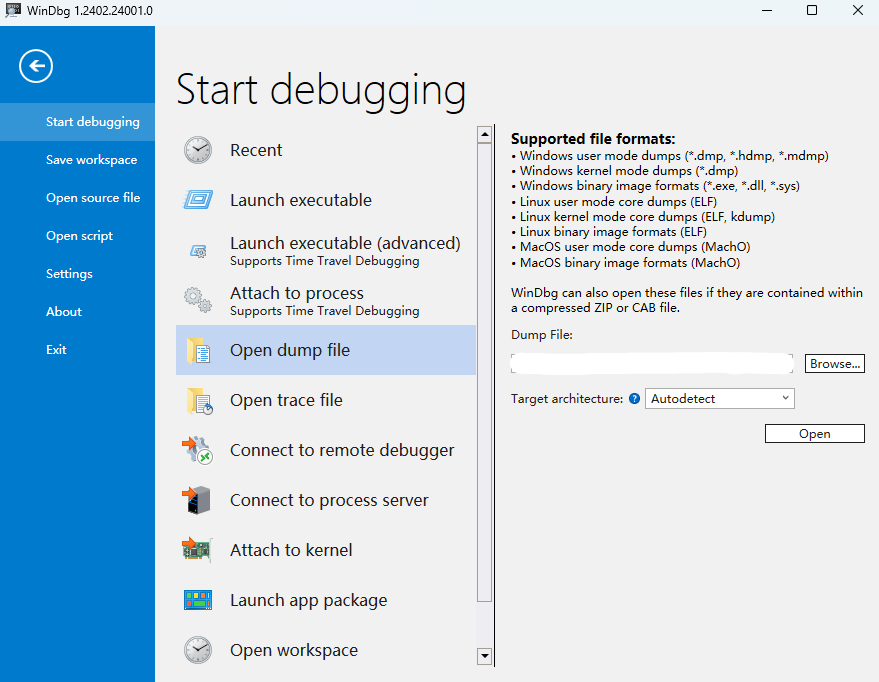 WinDbg 1.2402.24001.0
Start debugging
Save workspace
Open source file
Open script
Settings
About
Exit
Start debugging
Recent
Launch executable
Launch executable (advanced)
Supports Time Travel Debugging
Attach to process
Supports Time Travel Debugging
Open dump file
Open trace file
Connect to remote debugger
Connect to process server
Attach to kernel
Launch app package
Open workspace
Supported file formats:
• Windows user mode dumps (*.dmp, *.hdmp, *.mdmp)
• Windows kernel mode dumps (*.dmp)
• Windows binary image formats (*.exe, *.dll, *.sys)
• Linux user mode core dumps (ELF)
• Linux kernel mode core dumps (ELF, kdump)
• Linux binary image formats (ELF)
• MacOS user mode core dumps (MachO)
• MacOS binary image formats (MachO)
WinDbg can also open these files if they are contained within
a compressed ZIP or CAB file.
Dump File:
Browse...
Target architecture: ? Autodetect
Open